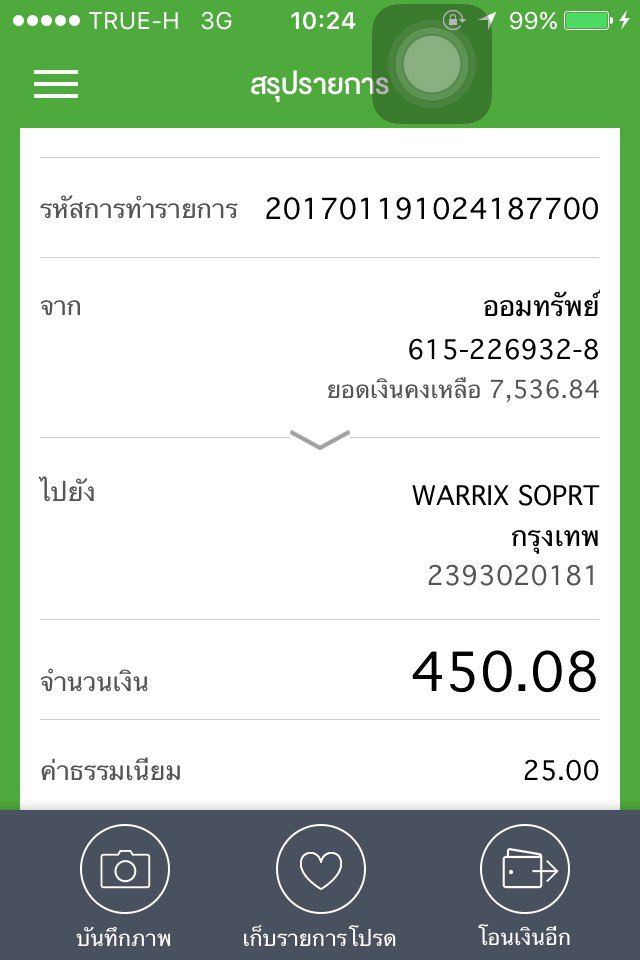 TRUE-H 3G 10:24 99%
สรุปรายการ
รหัสการทำรายการ 201701191024187700
จาก ออมทรัพย์
615-226932-8
ยอดเงินคงเหลือ 7,536.84
ไปยัง WARRIX SOPRT
กรุงเทพ
2393020181
จำนวนเงิน 450.08
ค่าธรรมเนียม 25.00
บันทึกภาพ เก็บรายการโปรด โอนเงินอีก